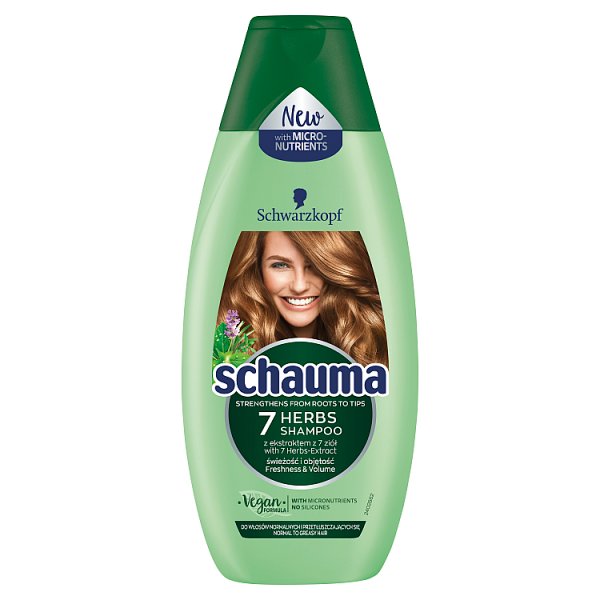 New
with MICRO-
NUTRIENTS
Schwarzkopf
schauma
STRENGTHENS FROM ROOTS TO TIPS
7 HERBS
SHAMPOO
z ekstraktem z 7 ziół
with 7 Herbs-Extract
świeżość i objętość
Freshness & Volume
Vegan
FORMULA
WITH MICRONUTRIENTS
NO SILICONES
DO WŁOSÓW NORMALNYCH I PRZETŁUSZCZAJĄCYCH SIĘ
NORMAL TO GREASY HAIR